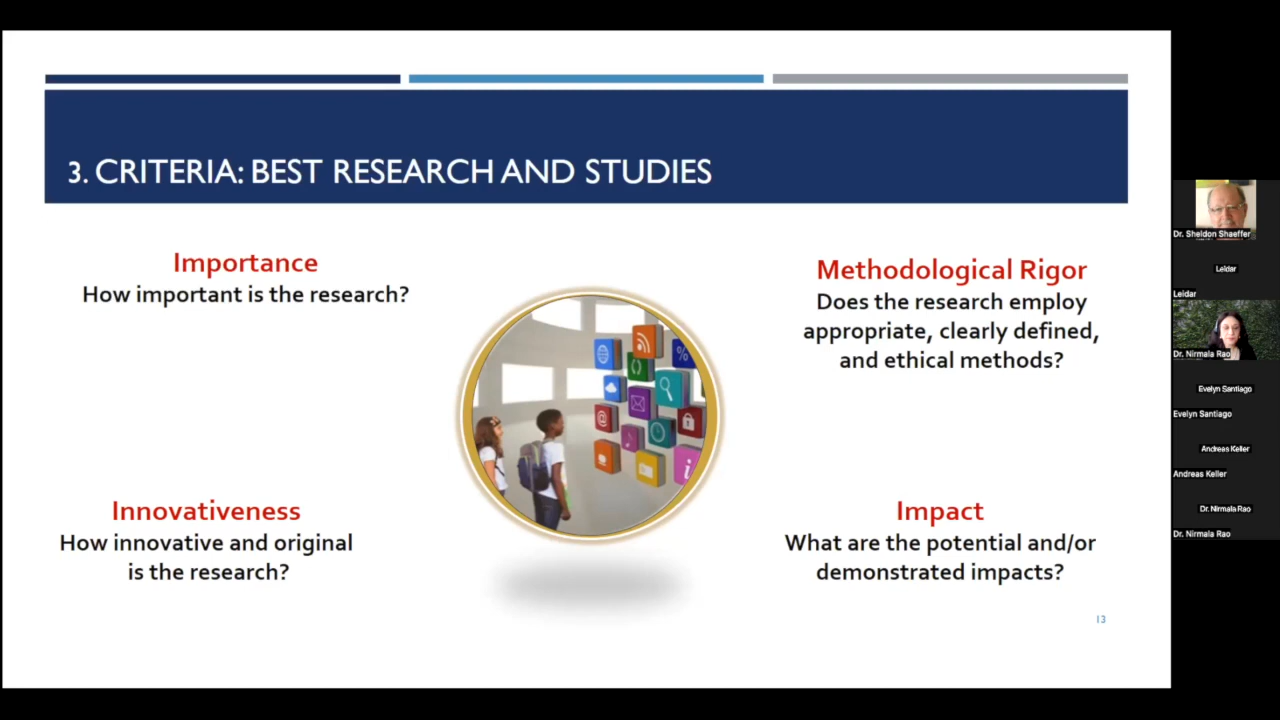 3. CRITERIA: BEST RESEARCH AND STUDIES
Importance
How important is the research?
Methodological Rigor
Does the research employ
appropriate, clearly defined,
and ethical methods?
Innovativeness
How innovative and original
is the research?
Impact
What are the potential and/or
demonstrated impacts?
13
Dr. Sheldon Shaeffer
Leidar
Leidar
Dr. Nirmala Rao
Evelyn Santiago
Evelyn Santiago
Andreas Keller
Andreas Keller
Dr. Nirmala Rao
Dr. Nirmala Rao
%
@
i